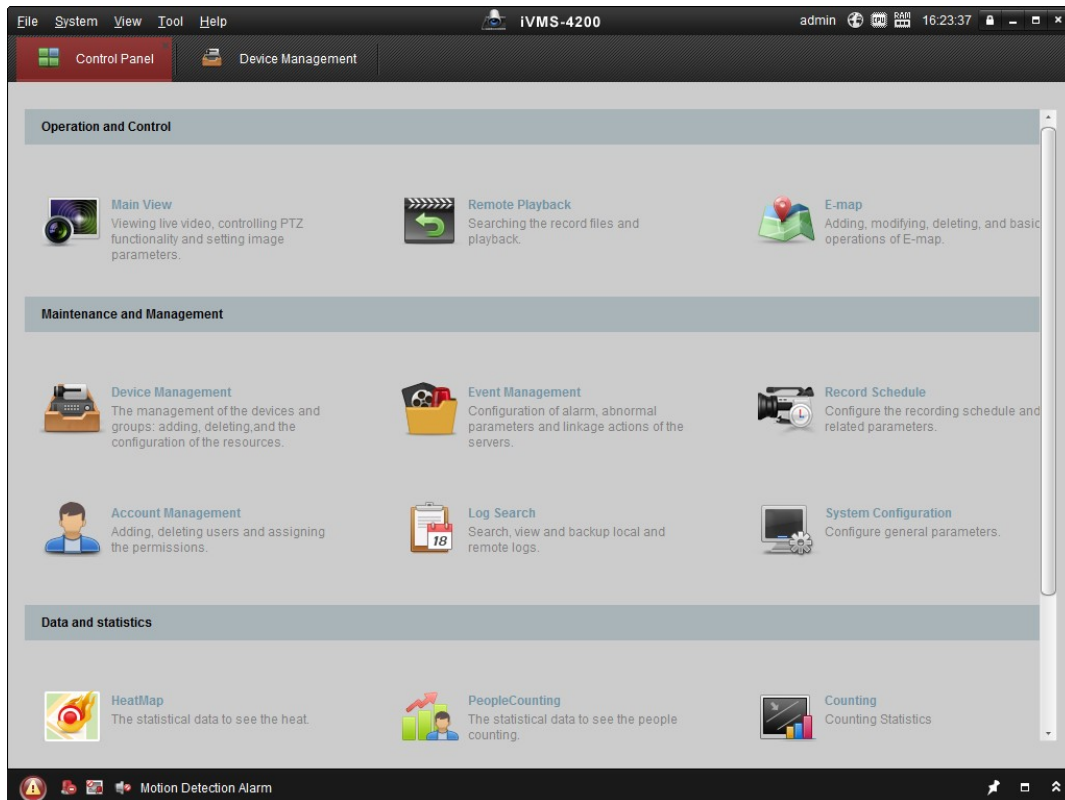 File System View Tool Help iVMS-4200 admin CPU RAM 16:23:37
Control Panel Device Management
Operation and Control
Main View
Viewing live video, controlling PTZ
functionality and setting image
parameters.
Remote Playback
Searching the record files and
playback.
E-map
Adding, modifying, deleting, and basic
operations of E-map.
Maintenance and Management
Device Management
The management of the devices and
groups: adding, deleting,and the
configuration of the resources.
Event Management
Configuration of alarm, abnormal
parameters and linkage actions of the
servers.
Record Schedule
Configure the recording schedule and
related parameters.
Account Management
Adding, deleting users and assigning
the permissions.
Log Search
Search, view and backup local and
remote logs.
18
System Configuration
Configure general parameters.
Data and statistics
HeatMap
The statistical data to see the heat.
PeopleCounting
The statistical data to see the people
counting.
Counting
Counting Statistics
Motion Detection Alarm